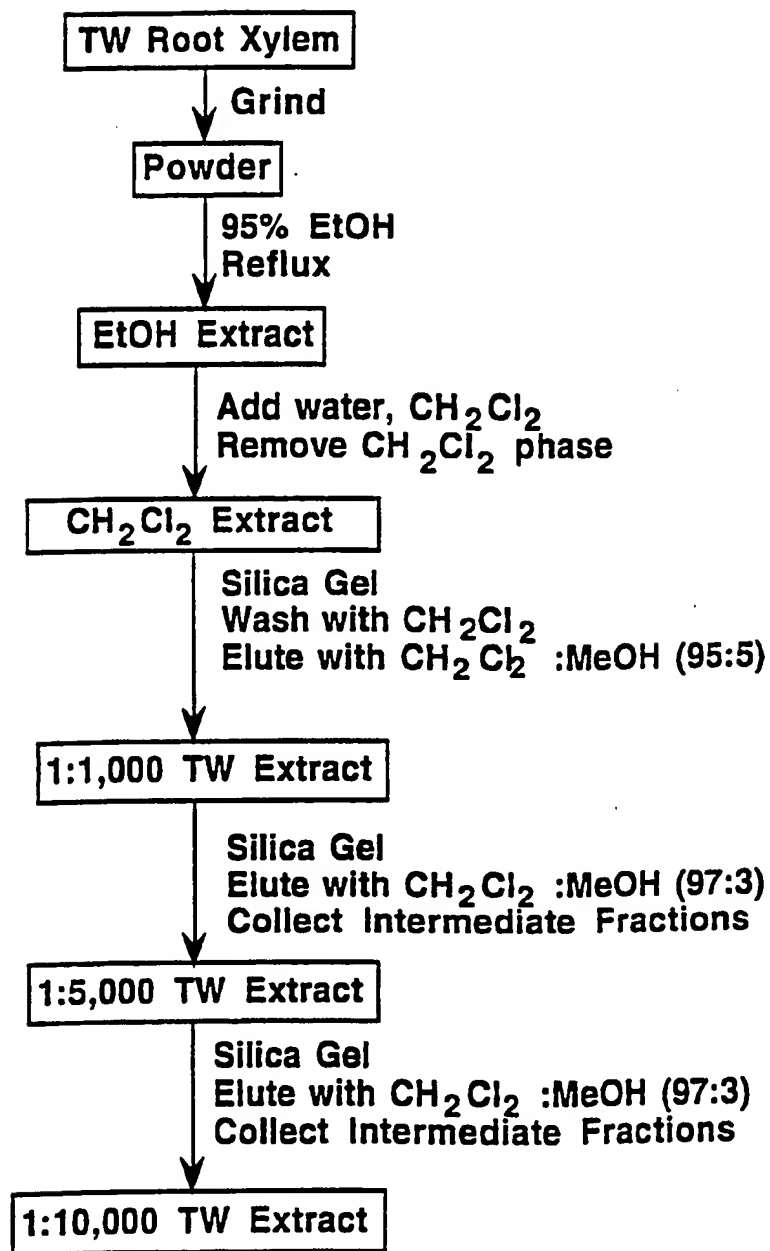 TW Root Xylem
Grind
Powder
95% EtOH
Reflux
EtOH Extract
Add water, CH2Cl2
Remove CH2Cl2 phase
CH2Cl2 Extract
Silica Gel
Wash with CH2Cl2
Elute with CH2Cl2 :MeOH (95:5)
1:1,000 TW Extract
Silica Gel
Elute with CH2Cl2 :MeOH (97:3)
Collect Intermediate Fractions
1:5,000 TW Extract
Silica Gel
Elute with CH2Cl2 :MeOH (97:3)
Collect Intermediate Fractions
1:10,000 TW Extract